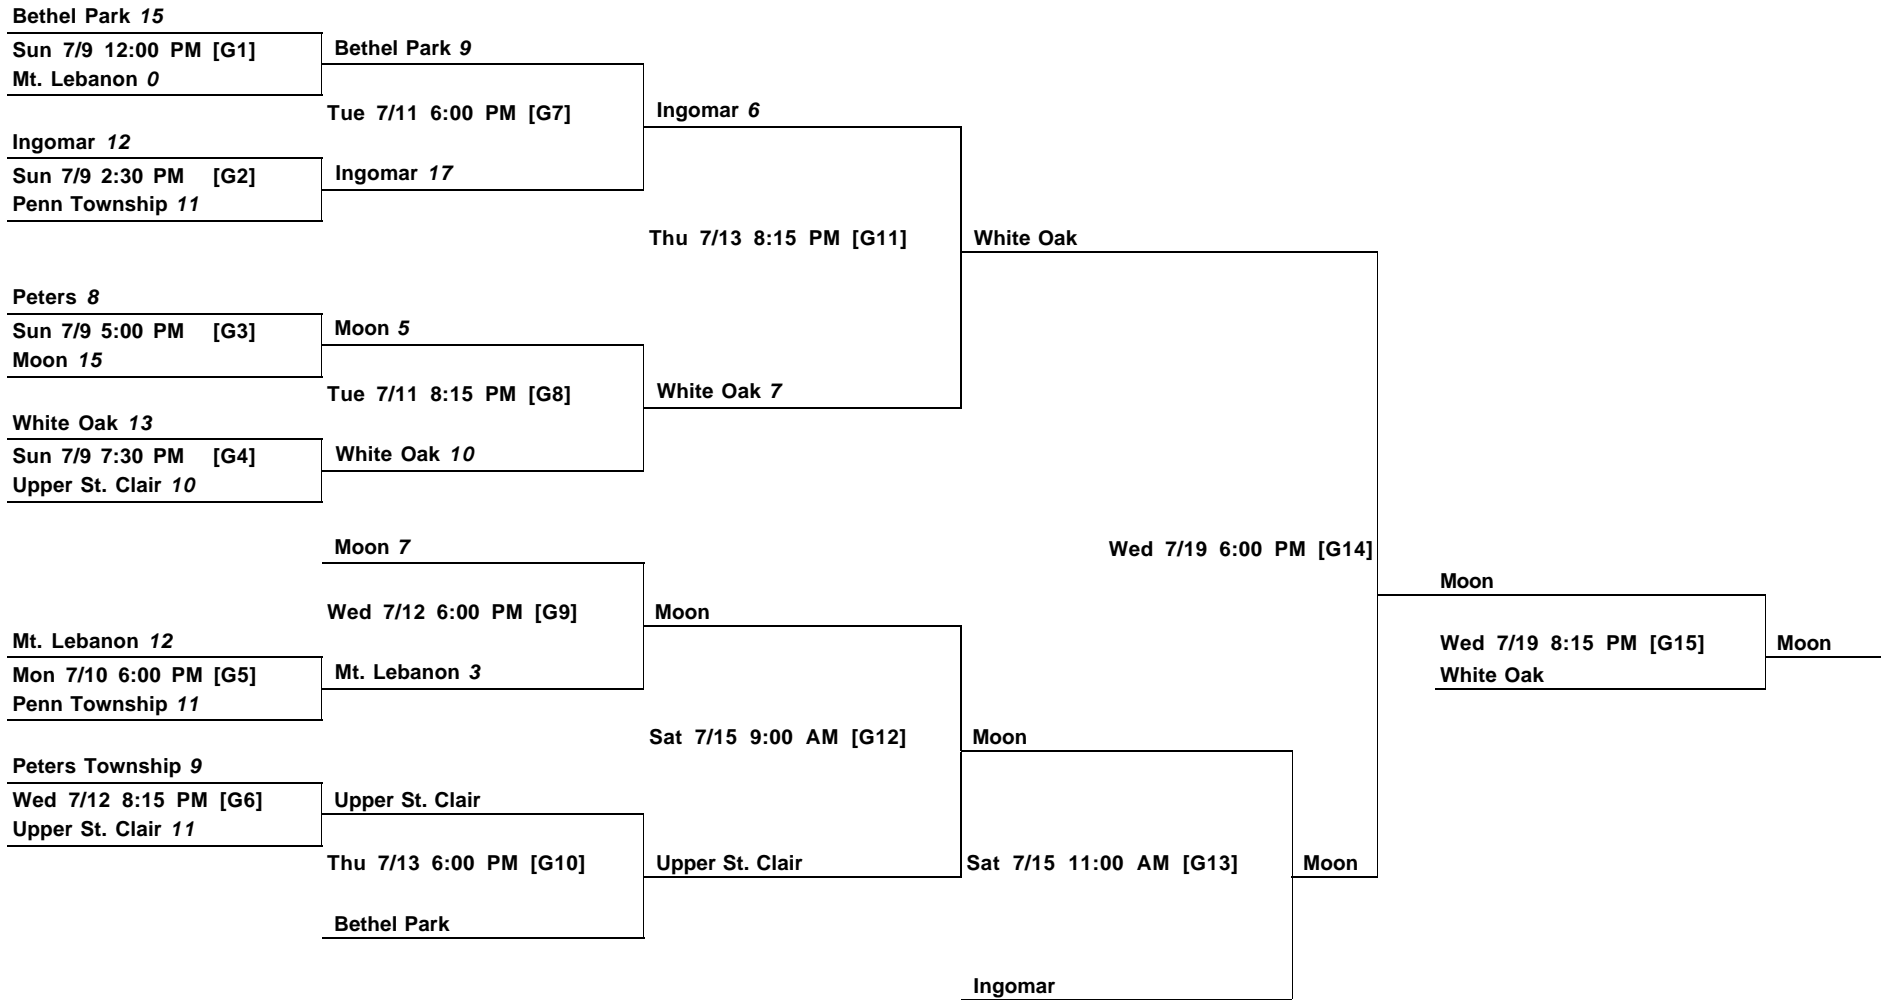 Bethel Park 15
Sun 7/9 12:00 PM [G1]
Mt. Lebanon 0
Bethel Park 9
Tue 7/11 6:00 PM [G7]
Ingomar 12
Sun 7/9 2:30 PM [G2]
Penn Township 11
Ingomar 17
Ingomar 6
Thu 7/13 8:15 PM [G11]
White Oak
Peters 8
Sun 7/9 5:00 PM [G3]
Moon 15
Moon 5
Tue 7/11 8:15 PM [G8]
White Oak 7
White Oak 13
Sun 7/9 7:30 PM [G4]
Upper St. Clair 10
White Oak 10
Moon 7
Wed 7/12 6:00 PM [G9]
Moon
Mt. Lebanon 12
Mon 7/10 6:00 PM [G5]
Penn Township 11
Mt. Lebanon 3
Sat 7/15 9:00 AM [G12]
Moon
Peters Township 9
Wed 7/12 8:15 PM [G6]
Upper St. Clair 11
Upper St. Clair
Thu 7/13 6:00 PM [G10]
Upper St. Clair
Bethel Park
Sat 7/15 11:00 AM [G13]
Moon
Ingomar
Wed 7/19 6:00 PM [G14]
Moon
Wed 7/19 8:15 PM [G15]
White Oak
Moon